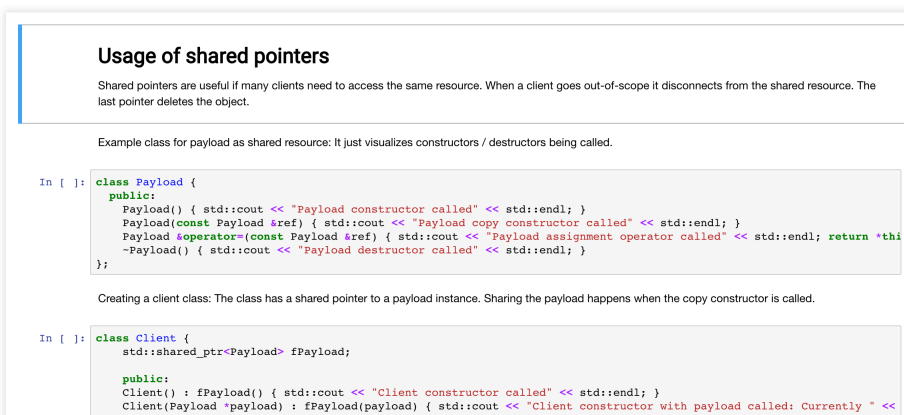 Usage of shared pointers
Shared pointers are useful if many clients need to access the same resource. When a client goes out-of-scope it disconnects from the shared resource. The
last pointer deletes the object.
Example class for payload as shared resource: It just visualizes constructors / destructors being called.
In [ ]: class Payload {
  public:
    Payload() { std::cout << "Payload constructor called" << std::endl; }
    Payload(const Payload &ref) { std::cout << "Payload copy constructor called" << std::endl; }
    Payload &operator=(const Payload &ref) { std::cout << "Payload assignment operator called" << std::endl; return *thi
    ~Payload() { std::cout << "Payload destructor called" << std::endl; }
};
Creating a client class: The class has a shared pointer to a payload instance. Sharing the payload happens when the copy constructor is called.
In [ ]: class Client {
    std::shared_ptr<Payload> fPayload;
    public:
    Client() : fPayload() { std::cout << "Client constructor called" << std::endl; }
    Client(Payload *payload) : fPayload(payload) { std::cout << "Client constructor with payload called: Currently " <<